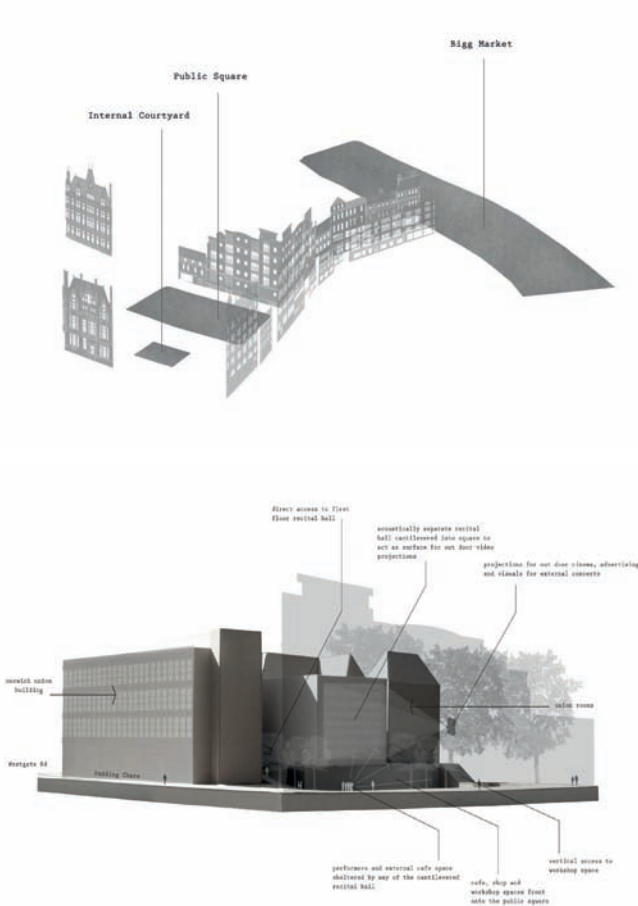 Bigg Market
Public Square
Internal Courtyard
direct access to first
floor recital hall
acoustically separate recital
hall cantilevered into square to
act as surface for out door video
projections
projections for out door cinema, advertising
and visuals for external concerts
norwich union
building
union rooms
Westgate Rd
Pudding Chare
performers and external cafe space
sheltered by way of the cantilevered
recital hall
cafe, shop and
workshop spaces front
onto the public square
vertical access to
workshop space